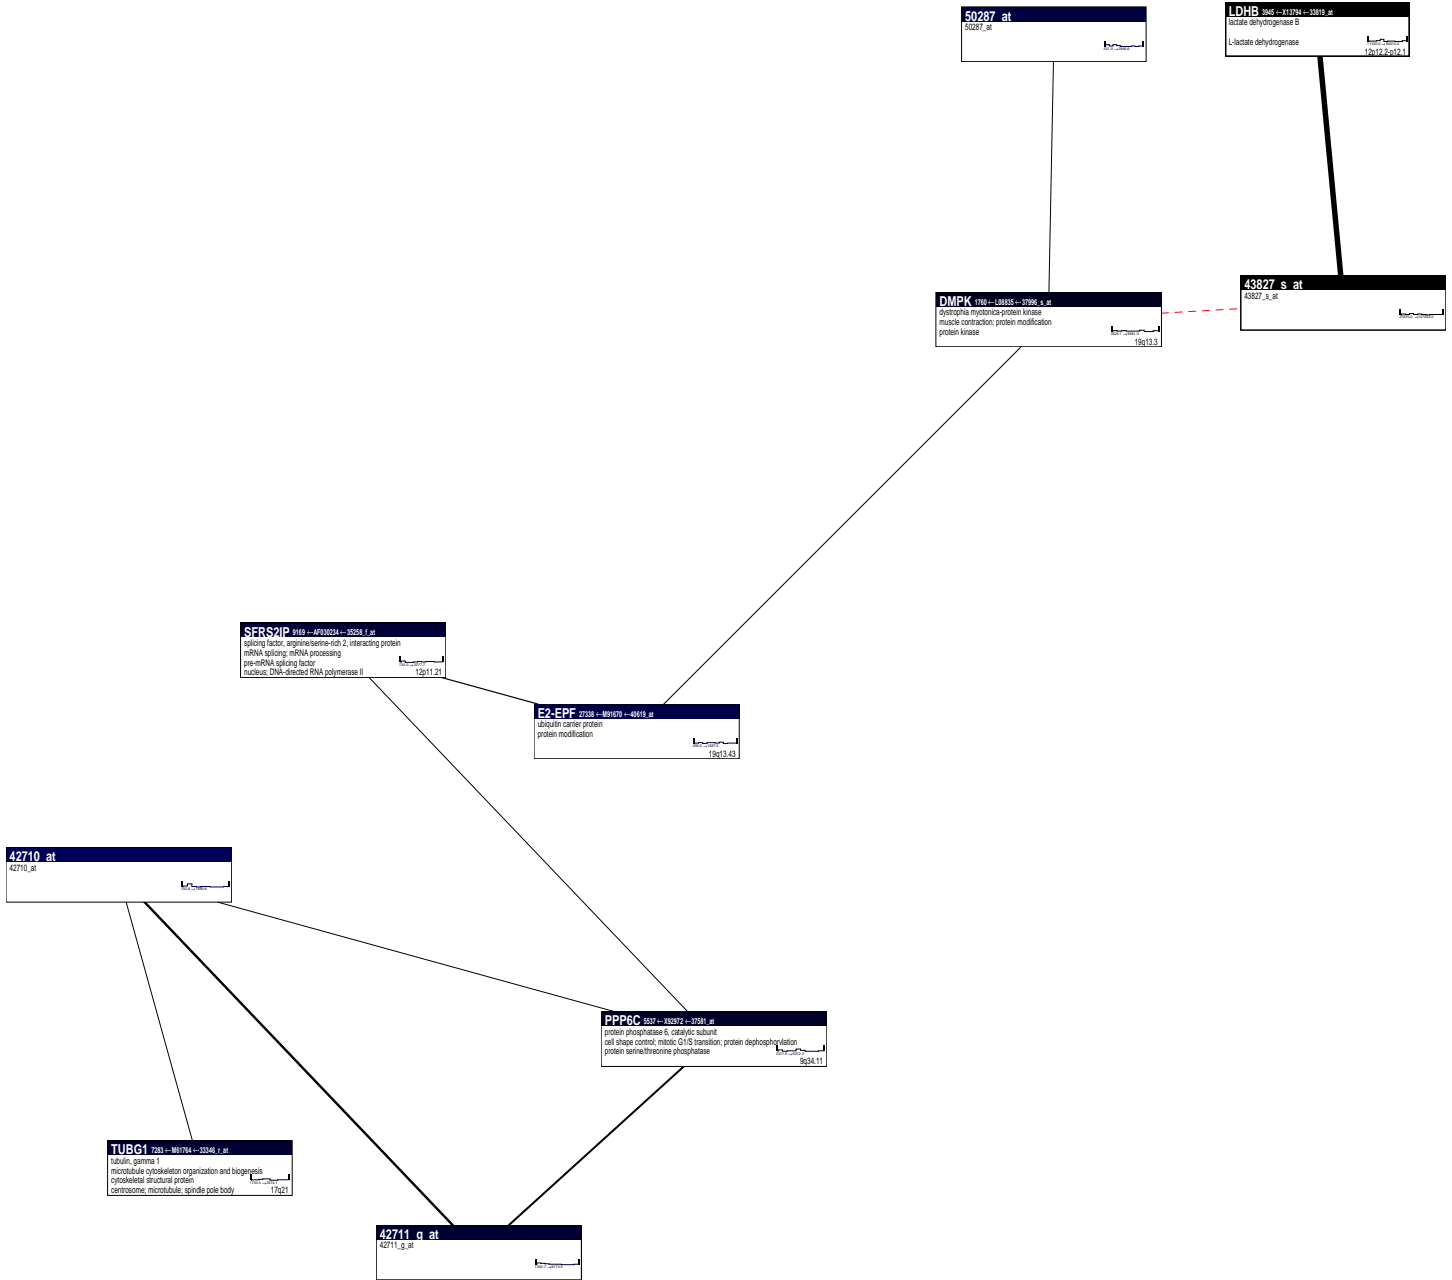 50287_at
50287_at
LDHB 3945 ←X13794 ←33819_at
lactate dehydrogenase B
L-lactate dehydrogenase
12p12.2-p12.1
DMPK 1760 ←L08835 ←37996_s_at
dystrophia myotonica-protein kinase
muscle contraction; protein modification
protein kinase
19q13.3
43827_s_at
43827_s_at
SFRS2IP 9169 ←AF030234 ←35258_f_at
splicing factor, arginine/serine-rich 2, interacting protein
mRNA splicing; mRNA processing
pre-mRNA splicing factor
nucleus; DNA-directed RNA polymerase II
12p11.21
E2-EPF 27338 ←M91670 ←40619_at
ubiquitin carrier protein
protein modification
19q13.43
42710_at
42710_at
PPP6C 5537 ←X92972 ←37581_at
protein phosphatase 6, catalytic subunit
cell shape control; mitotic G1/S transition; protein dephosphorylation
protein serine/threonine phosphatase
9q34.11
TUBG1 7283 ←M61764 ←33346_r_at
tubulin, gamma 1
microtubule cytoskeleton organization and biogenesis
cytoskeletal structural protein
centrosome; microtubule; spindle pole body
17q21
42711_g_at
42711_g_at